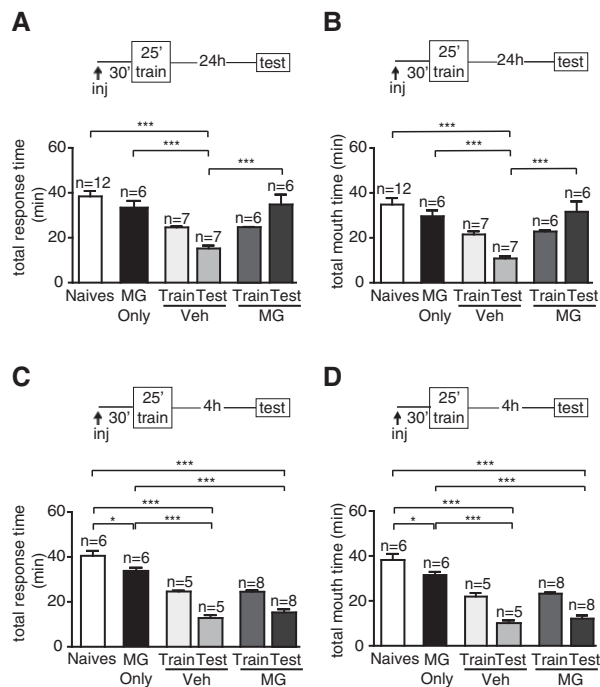 A
25'
train
24h
test
30'
inj
***
***
***
total response time
(min)
60
40
20
0
n=12
n=6
n=7
n=7
n=6
n=6
Naives
MG
Only
Train Test
Veh
Train Test
MG
B
25'
train
24h
test
30'
inj
***
***
***
total mouth time (min)
60
40
20
0
n=12
n=6
n=7
n=7
n=6
n=6
Naives
MG
Only
Train Test
Veh
Train Test
MG
C
25'
train
4h
test
30'
inj
***
***
***
*
***
total response time
(min)
60
40
20
0
n=6
n=6
n=5
n=5
n=8
n=8
Naives
MG
Only
Train Test
Veh
Train Test
MG
D
25'
train
4h
test
30'
inj
***
***
***
*
***
total mouth time (min)
60
40
20
0
n=6
n=6
n=5
n=5
n=8
n=8
Naives
MG
Only
Train Test
Veh
Train Test
MG